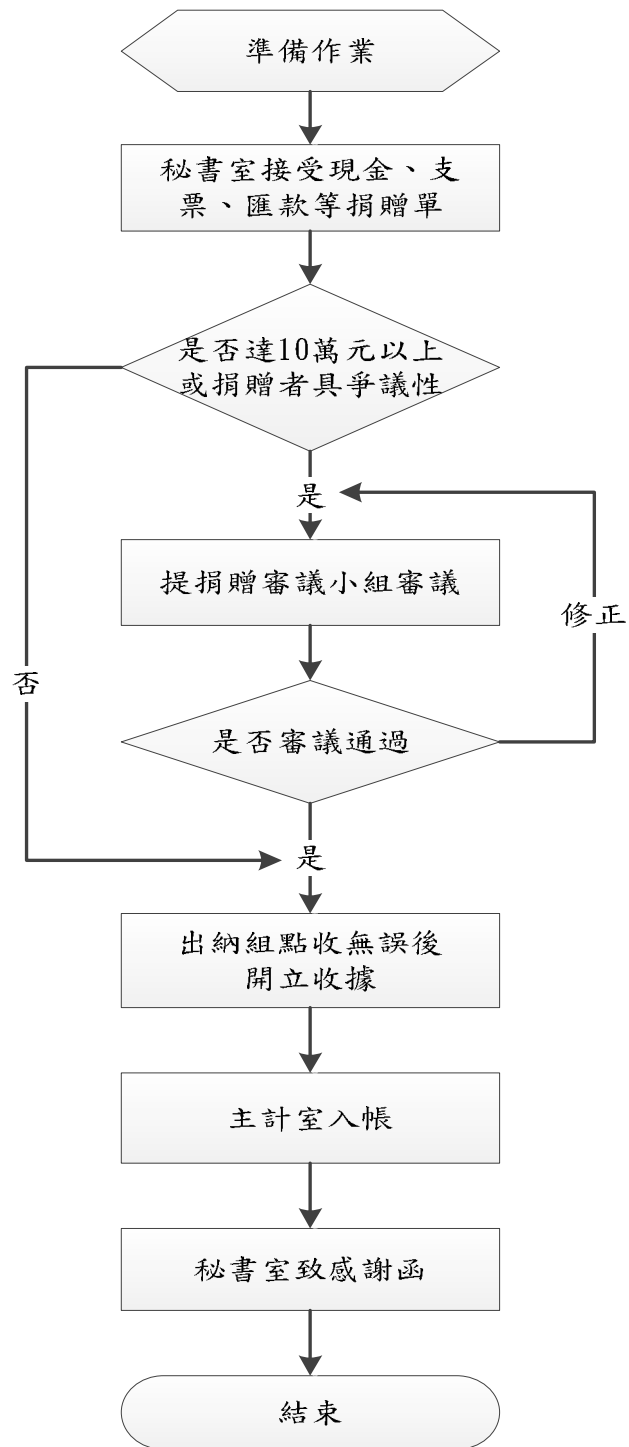 準備作業
秘書室接受現金、支
票、匯款等捐贈單
是否達10萬元以上
或捐贈者具爭議性
是
提捐贈審議小組審議
修正
否
是否審議通過
是
出納組點收無誤後
開立收據
主計室入帳
秘書室致感謝函
結束